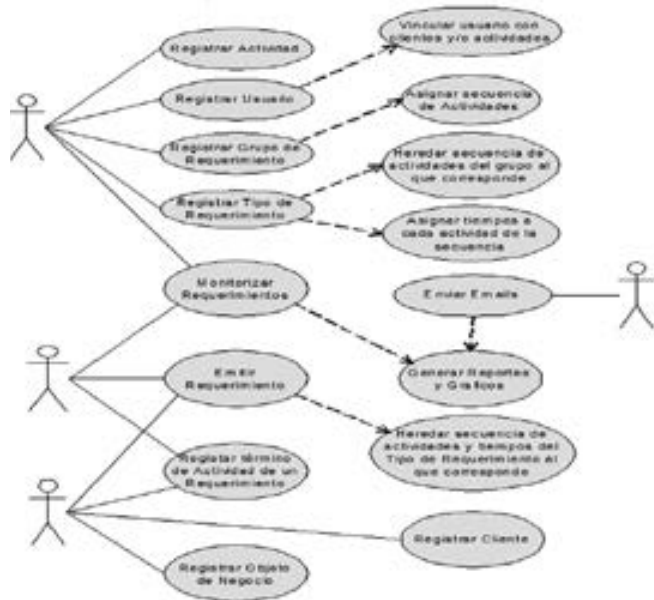 Vincular usuario con
clientes y/o actividades
Registrar Actividad
Registrar Usuario
Asignar secuencia
de Actividades
Registrar Grupo de
Requerimiento
Heredar secuencia de
actividades del grupo al
que corresponde
Registrar Tipo de
Requerimiento
Asignar tiempos a
cada actividad de la
secuencia
Monitorizar
Requerimientos
Enviar Emails
Emitir
Requerimiento
Generar Reportes
y Gráficos
Heredar secuencia de
actividades y tiempos del
Tipo de Requerimiento al
que corresponde
Registar término
de Actividad de un
Requerimiento
Registrar Cliente
Registrar Objeto
de Negocio